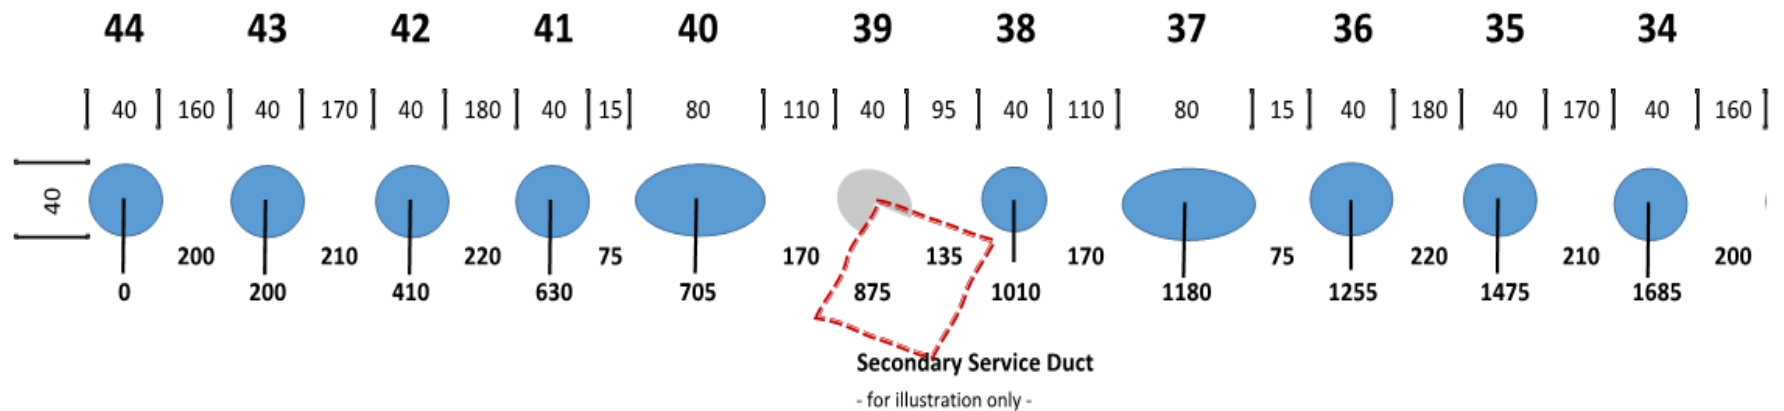 44 43 42 41 40 39 38 37 36 35 34
40 160 40 170 40 180 40 15 80 110 40 95 40 110 80 15 40 180 40 170 40 160
40
200 210 220 75 170 135 170 75 220 210 200
0 200 410 630 705 875 1010 1180 1255 1475 1685
Secondary Service Duct
- for illustration only -